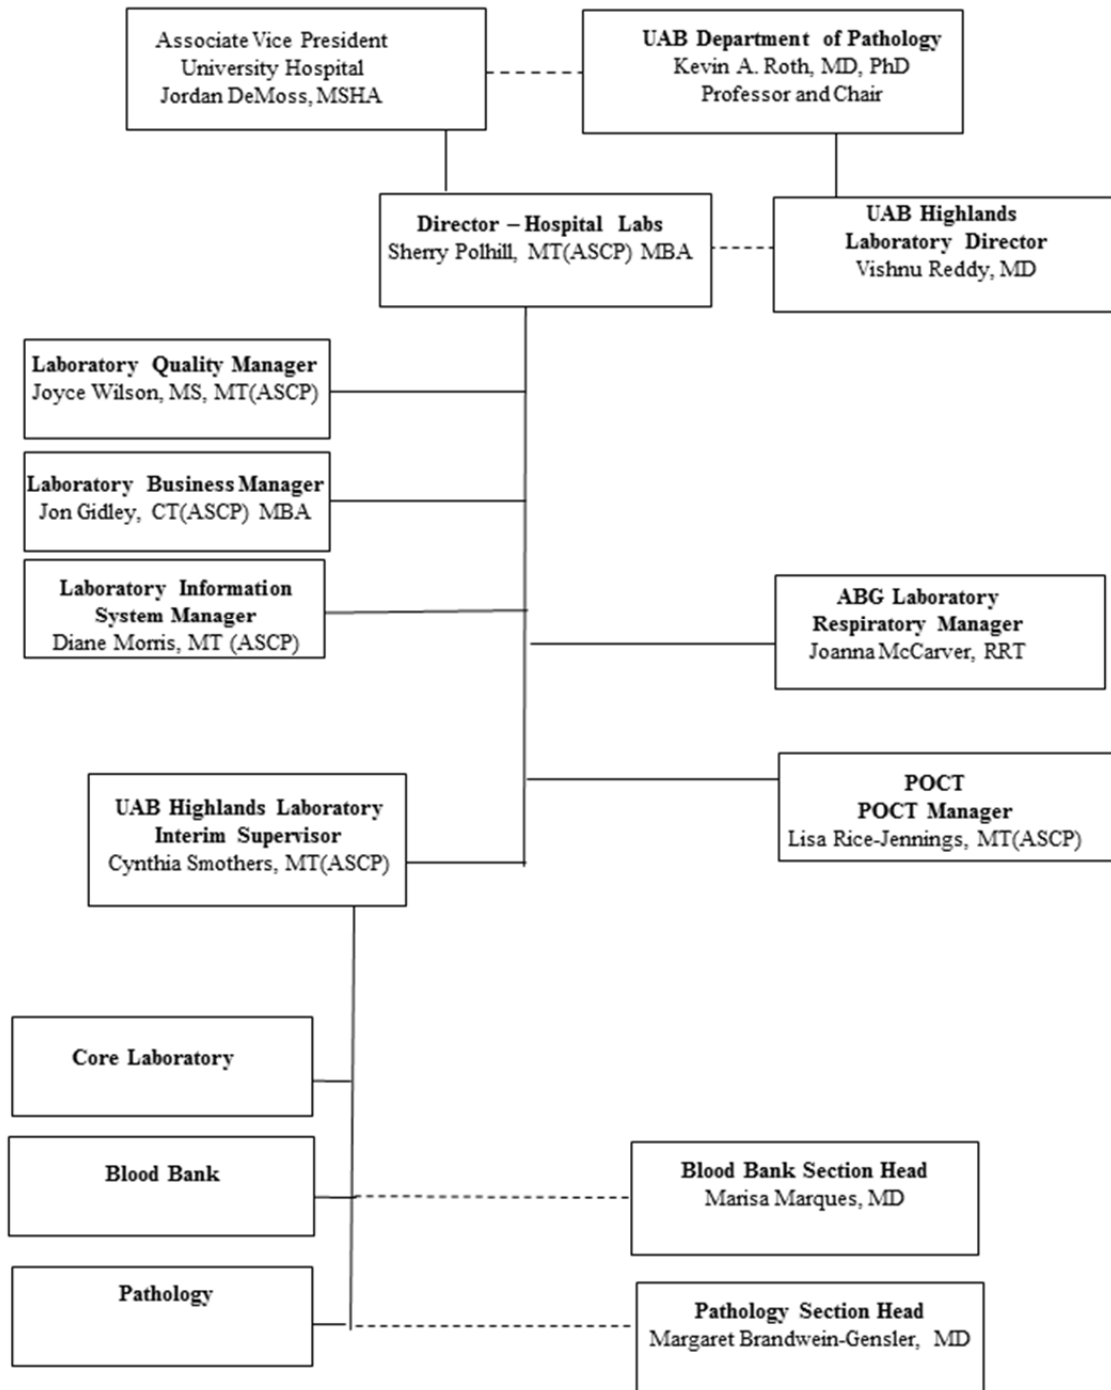 Associate Vice President
University Hospital
Jordan DeMoss, MSHA
UAB Department of Pathology
Kevin A. Roth, MD, PhD
Professor and Chair
Director – Hospital Labs
Sherry Polhill, MT(ASCP) MBA
UAB Highlands
Laboratory Director
Vishnu Reddy, MD
Laboratory Quality Manager
Joyce Wilson, MS, MT(ASCP)
Laboratory Business Manager
Jon Gidley, CT(ASCP) MBA
Laboratory Information
System Manager
Diane Morris, MT (ASCP)
ABG Laboratory
Respiratory Manager
Joanna McCarver, RRT
POCT
POCT Manager
Lisa Rice-Jennings, MT(ASCP)
UAB Highlands Laboratory
Interim Supervisor
Cynthia Smothers, MT(ASCP)
Core Laboratory
Blood Bank
Blood Bank Section Head
Marisa Marques, MD
Pathology
Pathology Section Head
Margaret Brandwein-Gensler, MD